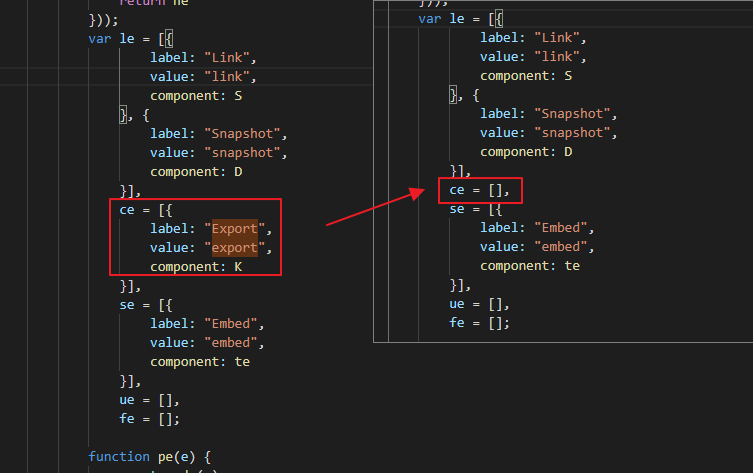 return ne
}));
var le = [{
label: "Link",
value: "link",
component: S
}, {
label: "Snapshot",
value: "snapshot",
component: D
}],
ce = [{
label: "Export",
value: "export",
component: K
}],
se = [{
label: "Embed",
value: "embed",
component: te
}],
ue = [],
fe = [];
function pe(e) {
}));
var le = [{
label: "Link",
value: "link",
component: S
}, {
label: "Snapshot",
value: "snapshot",
component: D
}],
ce = [],
se = [{
label: "Embed",
value: "embed",
component: te
}],
ue = [],
fe = [];